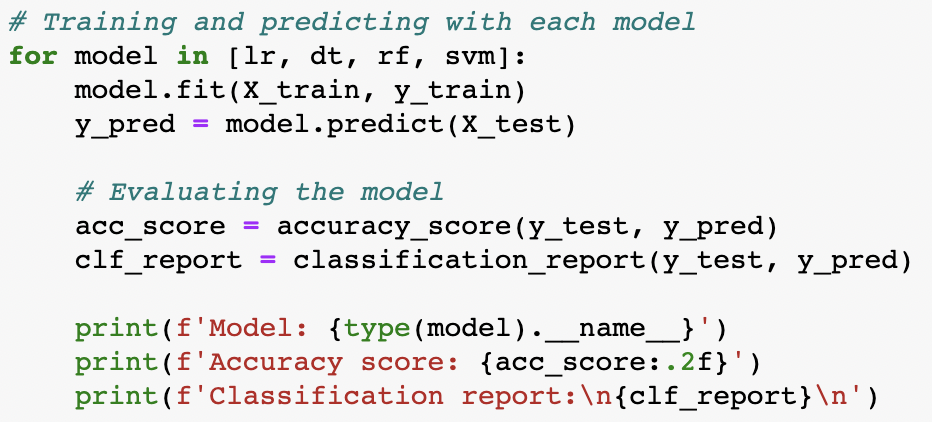 # Training and predicting with each model
for model in [lr, dt, rf, svm]:
    model.fit(X_train, y_train)
    y_pred = model.predict(X_test)

    # Evaluating the model
    acc_score = accuracy_score(y_test, y_pred)
    clf_report = classification_report(y_test, y_pred)

    print(f'Model: {type(model).__name__}')
    print(f'Accuracy score: {acc_score:.2f}')
    print(f'Classification report:\n{clf_report}\n')